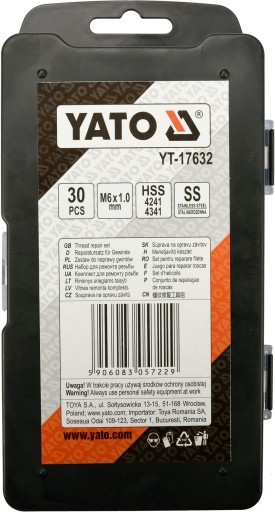 YATO®
YT-17632
30 PCS
M6x1.0 mm
HSS 4241 4341
SS STAINLESS STEEL STAL NIERDZEWNA
GB Thread repair set
D Reparatursatz für Gewinde
PL Zestaw do naprawy gwintów
RUS Набор для ремонта резьбы
UA Комплект для ремонта різьби
LT Rinkinys sriegiams taisyti
LV Vītnes remonta komplekts
CZ Souprava na opravu závitů
SK Súprava na opravu závitov
H Menetjavító készlet
RO Set pentru reparare filete
E Juego para reparar roscas
F Set d'hélicoils
P Conjunto de reparação de roscas
CN 螺纹修复工具组
5 906083 057229
Uwaga! W trakcie pracy używaj środków ochrony osobistej
Warning! Always use personal safety equipment at work
TOYA S.A., ul. Sołtysowicka 13-15, 51-168 Wrocław,
Poland; www.yato.com; Importator: Toya Romania SA,
Soseaua Odai 109-123, Sector 1, Bucuresti, Romania
www.yato.com